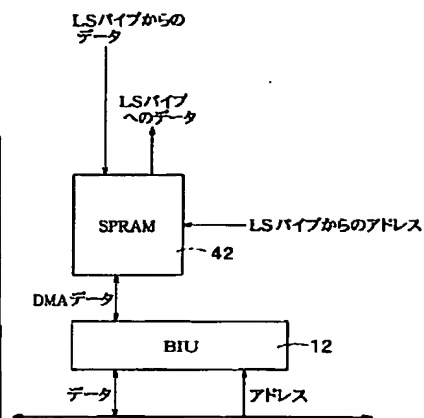 LSパイプからの
データ
LSパイプ
へのデータ
SPRAM
LSパイプからのアドレス
42
DMAデータ
BIU
12
データ
アドレス